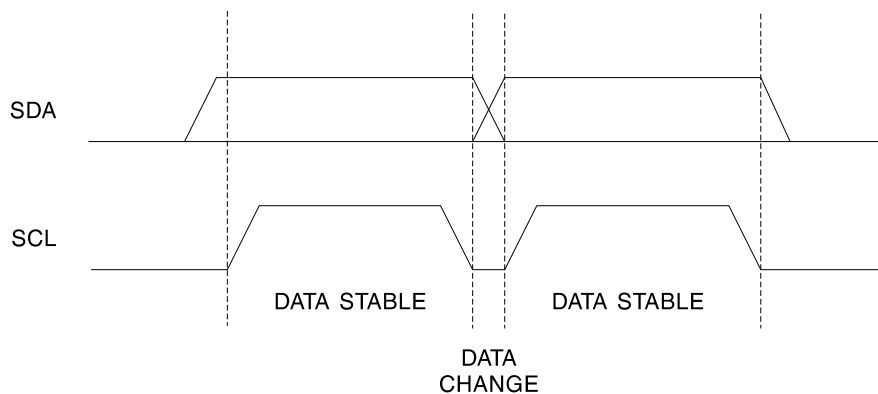 SDA
SCL
DATA STABLE
DATA STABLE
DATA
CHANGE